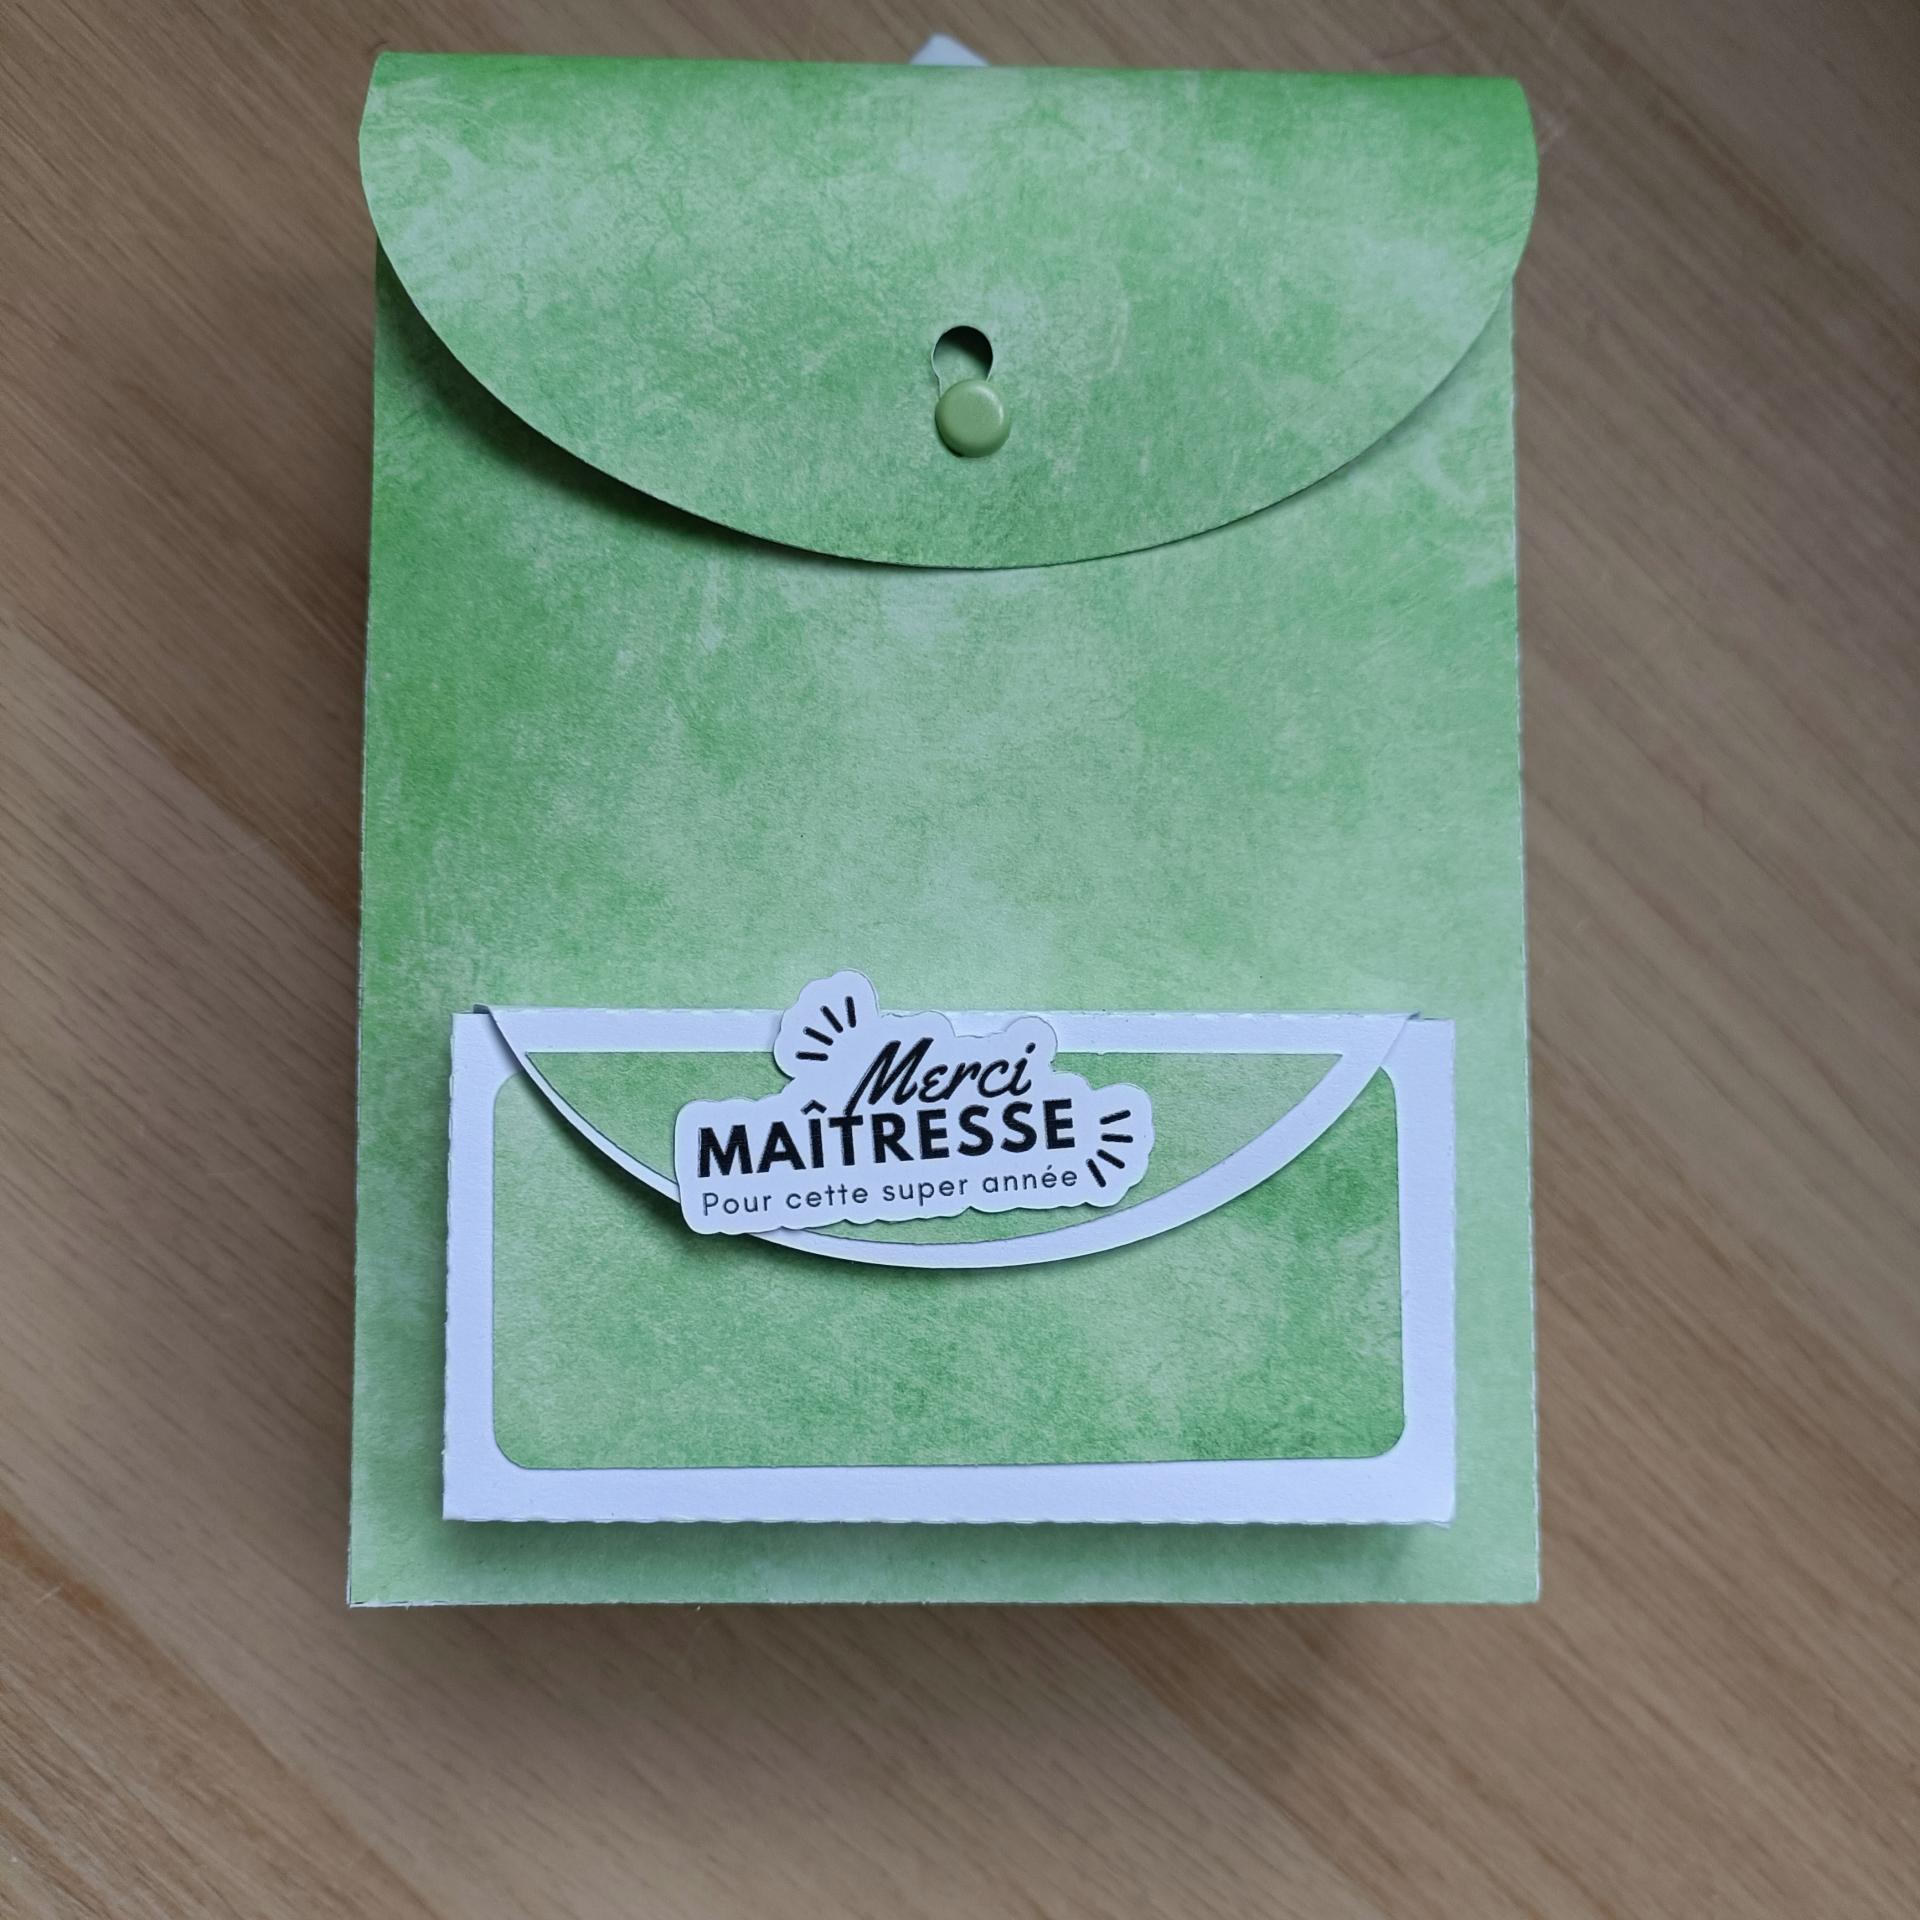 Merci
MAÎTRESSE
Pour cette super année